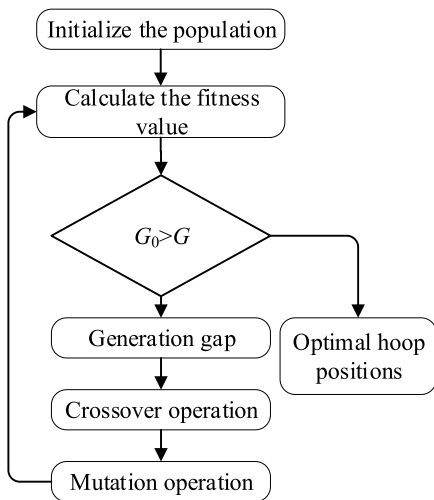 Initialize the population
Calculate the fitness
value
G₀>G
Generation gap
Optimal hoop
positions
Crossover operation
Mutation operation